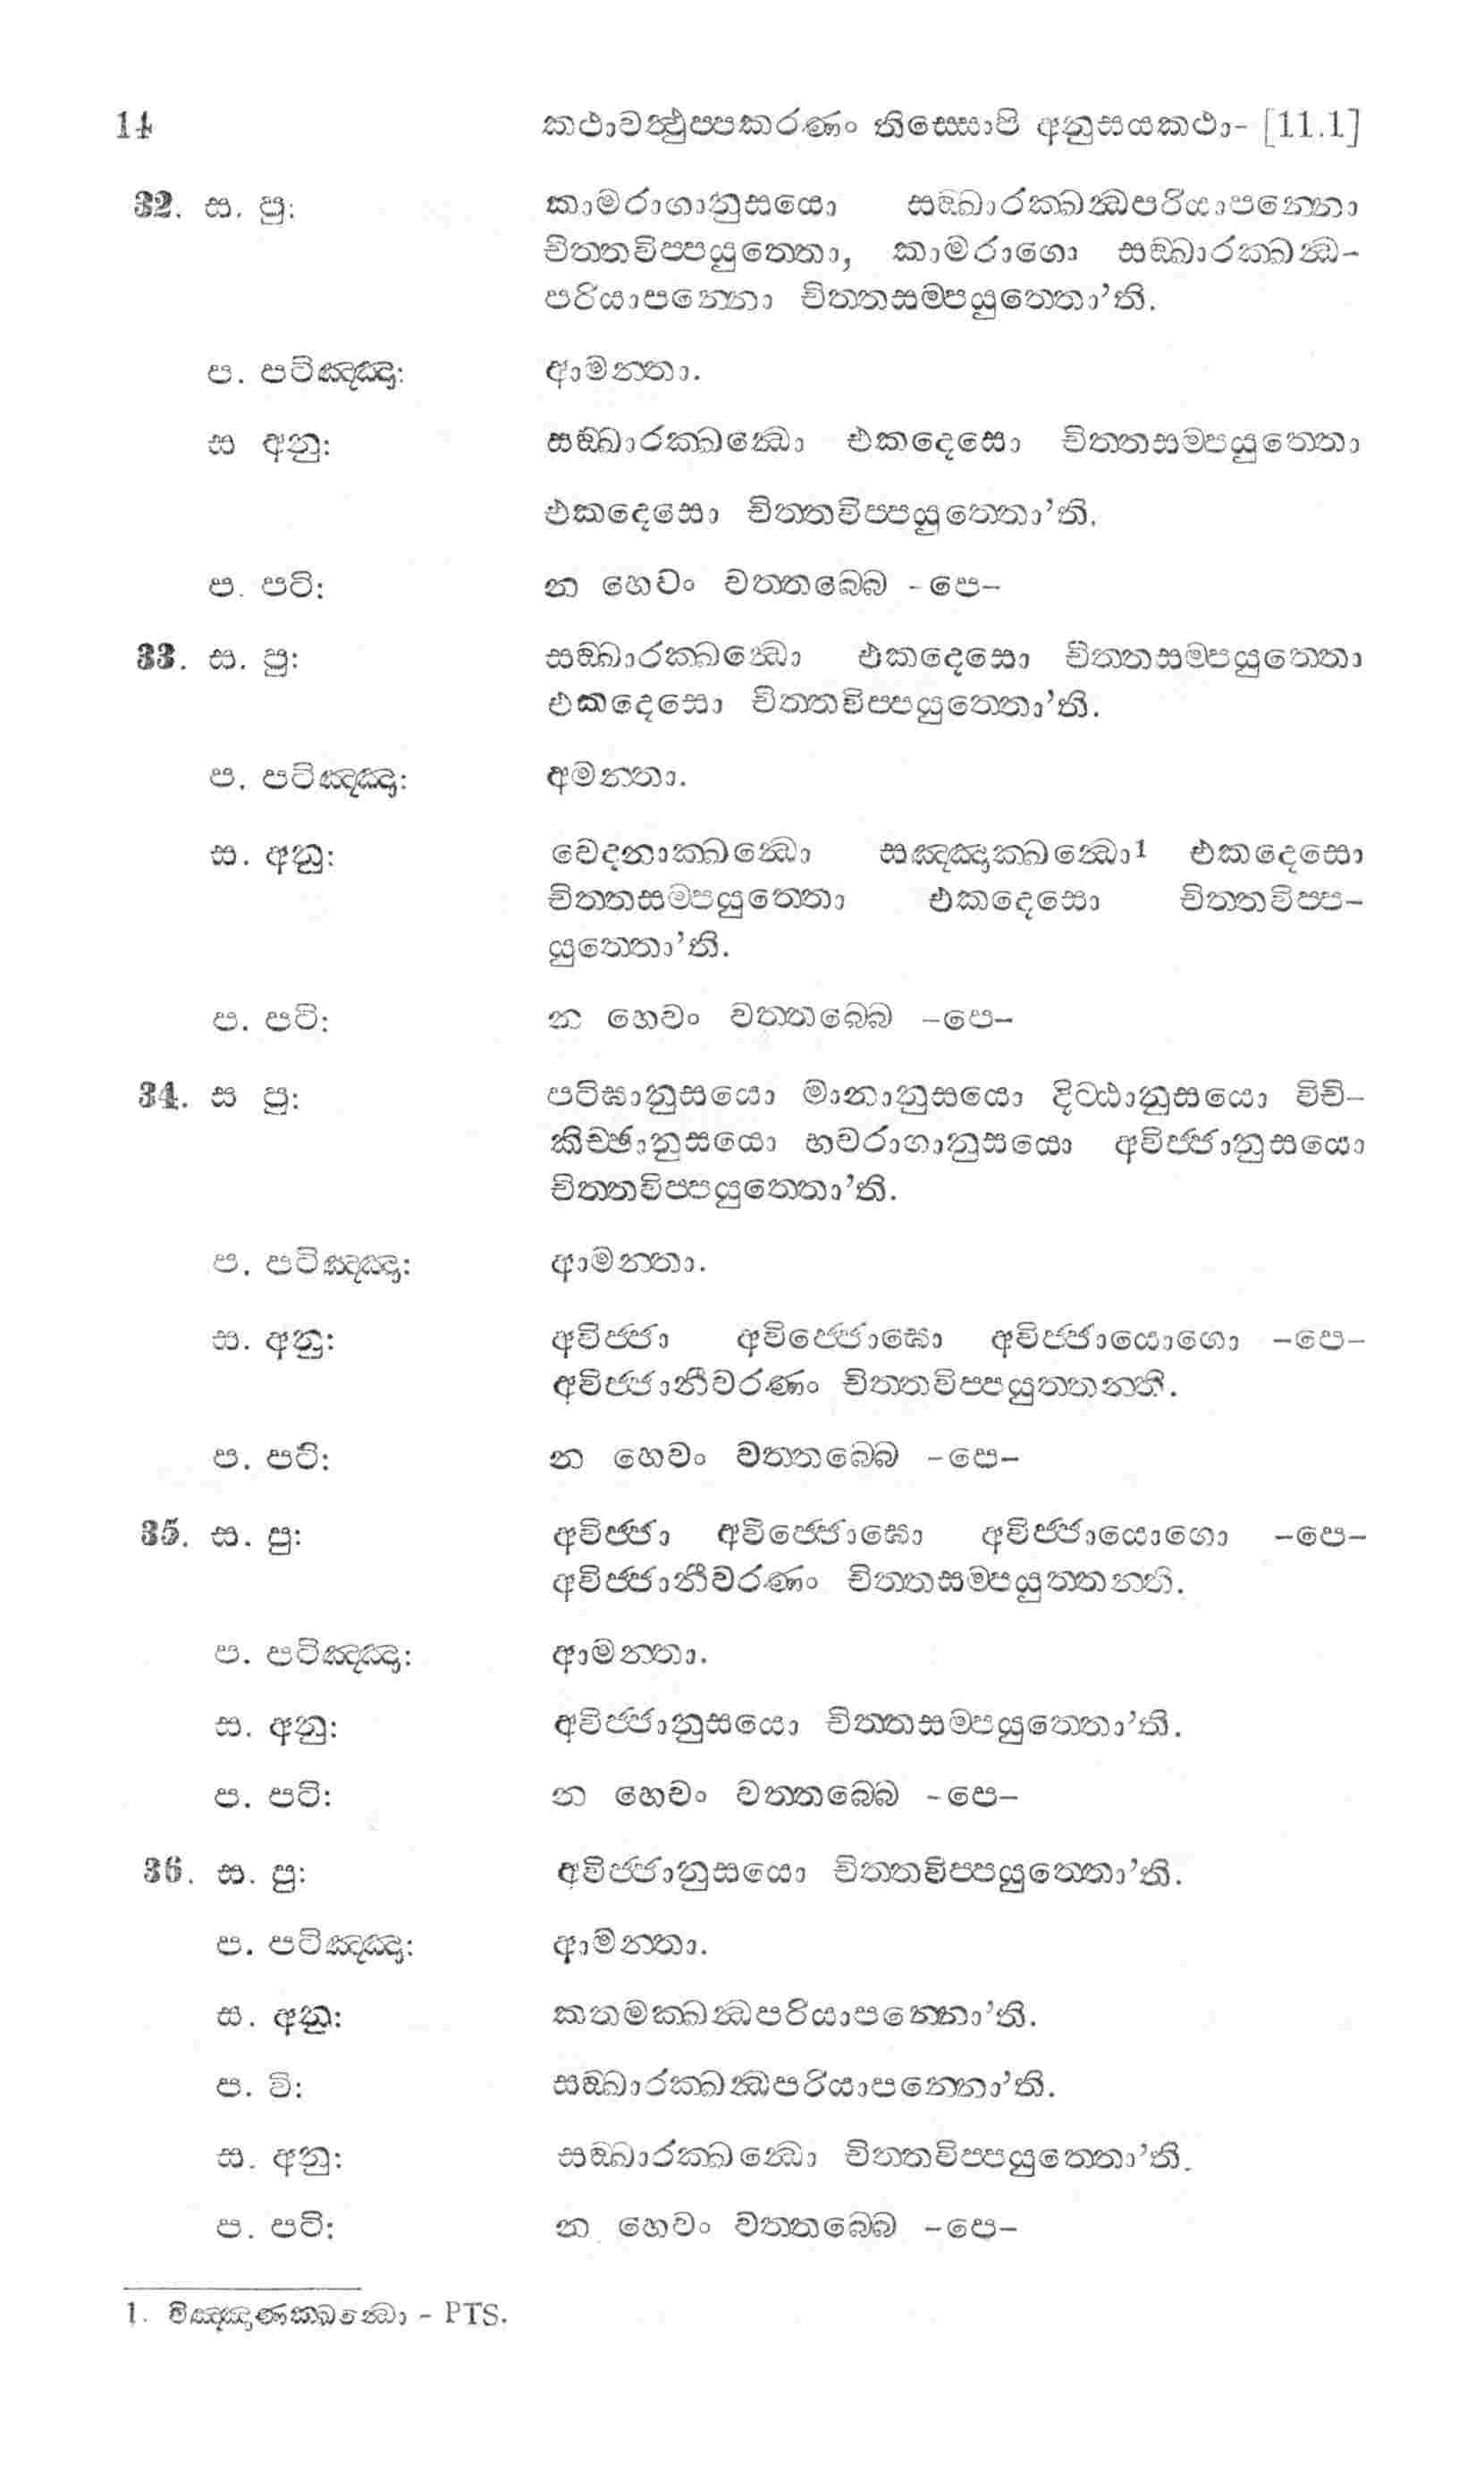 14 කථාවත්‍ථුප්පකරණං තිස්සොපි අනුසයකථා- [11.1]
32. ස. පු: කාමරාගානුසයො සඞ්ඛාරක්ඛන්ධපරියාපන්නො
චිත්තවිප්පයුත්තො, කාමරාගො සඞ්ඛාරක්ඛන්ධ-
පරියාපන්නො චිත්තසම්පයුත්තො’ති.
ප. පටිඤ්ඤා: ආමන්තා.
ස අනු: සඞ්ඛාරක්ඛන්ධො එකදෙසො චිත්තසම්පයුත්තො
එකදෙසො චිත්තවිප්පයුත්තො’ති.
ප. පටි: න හෙවං වත්තබ්බෙ -පෙ-
33. ස. පු: සඞ්ඛාරක්ඛන්ධො එකදෙසො චිත්තසම්පයුත්තො
එකදෙසො චිත්තවිප්පයුත්තො’ති.
ප. පටිඤ්ඤා: අමන්තා.
ස. අනු: වෙදනාක්ඛන්ධො සඤ්ඤාක්ඛන්ධො1 එකදෙසො
චිත්තසම්පයුත්තො එකදෙසො චිත්තවිප්ප-
යුත්තො’ති.
ප. පටි: න හෙවං වත්තබ්බෙ -පෙ-
34. ස පු: පටිඝානුසයො මානානුසයො දිට්ඨානුසයො විචි-
කිච්ඡානුසයො භවරාගානුසයො අවිජ්ජානුසයො
චිත්තවිප්පයුත්තො’ති.
ප. පටිඤ්ඤා: ආමන්තා.
ස. අනු: අවිජ්ජා අවිජ්ජොඝො අවිජ්ජායොගො -පෙ-
අවිජ්ජානීවරණං චිත්තවිප්පයුත්තන්ති.
ප. පටි: න හෙවං වත්තබ්බෙ -පෙ-
35. ස. පු: අවිජ්ජා අවිජ්ජොඝො අවිජ්ජායොගො -පෙ-
අවිජ්ජානීවරණං චිත්තසම්පයුත්තන්ති.
ප. පටිඤ්ඤා: ආමන්තා.
ස. අනු: අවිජ්ජානුසයො චිත්තසම්පයුත්තො’ති.
ප. පටි: න හෙවං වත්තබ්බෙ -පෙ-
36. ස. පු: අවිජ්ජානුසයො චිත්තවිප්පයුත්තො’ති.
ප. පටිඤ්ඤා: ආමන්තා.
ස. අනු: කතමක්ඛන්ධපරියාපන්නො’ති.
ප. වි: සඞ්ඛාරක්ඛන්ධපරියාපන්නො’ති.
ස. අනු: සඞ්ඛාරක්ඛන්ධො චිත්තවිප්පයුත්තො’ති.
ප. පටි: න හෙවං වත්තබ්බෙ -පෙ-
1. විඤ්ඤාණක්ඛන්ධො - PTS.